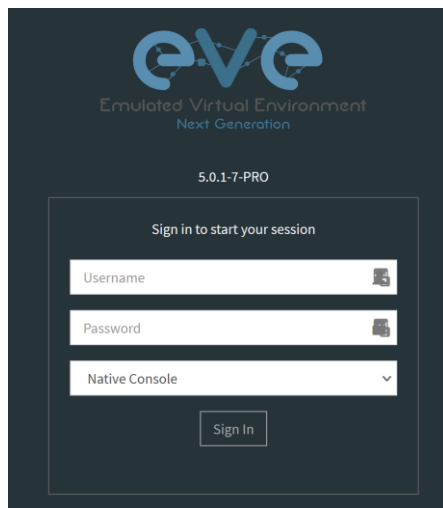 eve
Emulated Virtual Environment
Next Generation
5.0.1-7-PRO
Sign in to start your session
Username
Password
Native Console
Sign In